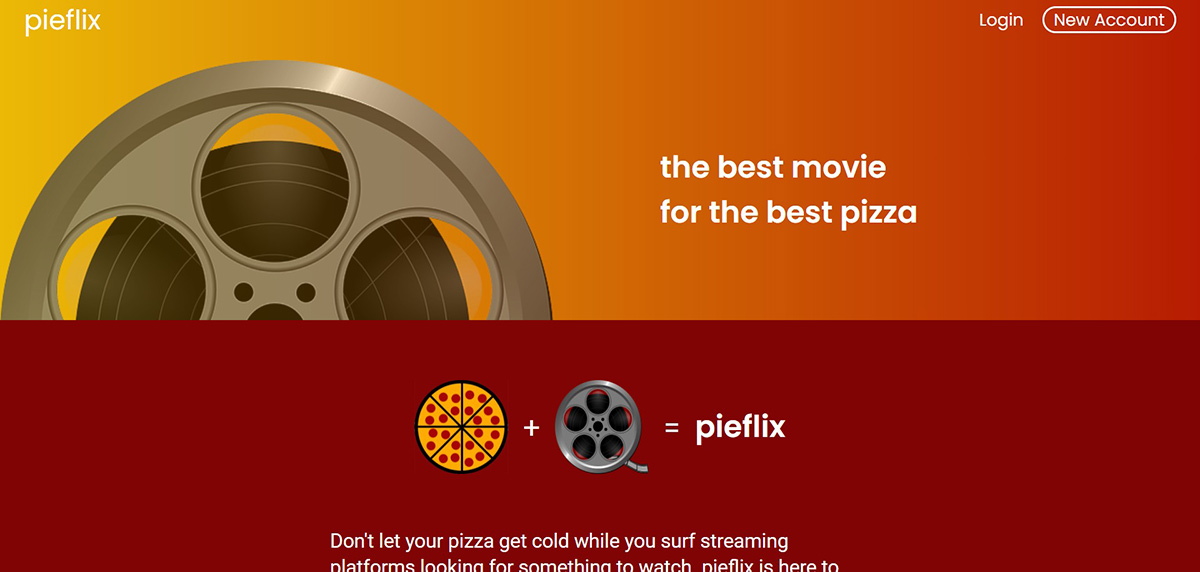 pieflix
Login
New Account
the best movie
for the best pizza
+
=
pieflix
Don't let your pizza get cold while you surf streaming
platforms looking for something to watch, pieflix is here to